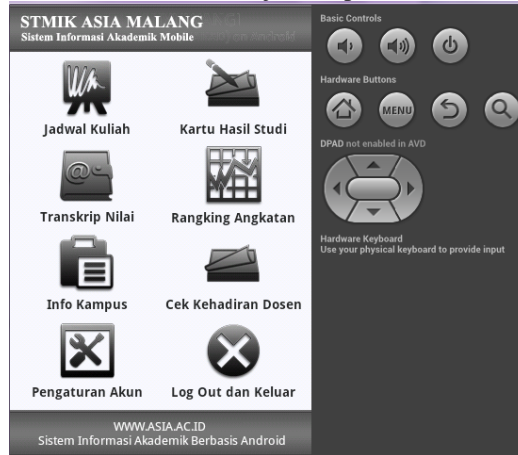 STMIK ASIA MALANG
Sistem Informasi Akademik Mobile
on Android
Jadwal Kuliah
Kartu Hasil Studi
Transkrip Nilai
Rangking Angkatan
Info Kampus
Cek Kehadiran Dosen
Pengaturan Akun
Log Out dan Keluar
WWW.ASIA.AC.ID
Sistem Informasi Akademik Berbasis Android
Basic Controls
Hardware Buttons
MENU
DPAD not enabled in AVD
Hardware Keyboard
Use your physical keyboard to provide input